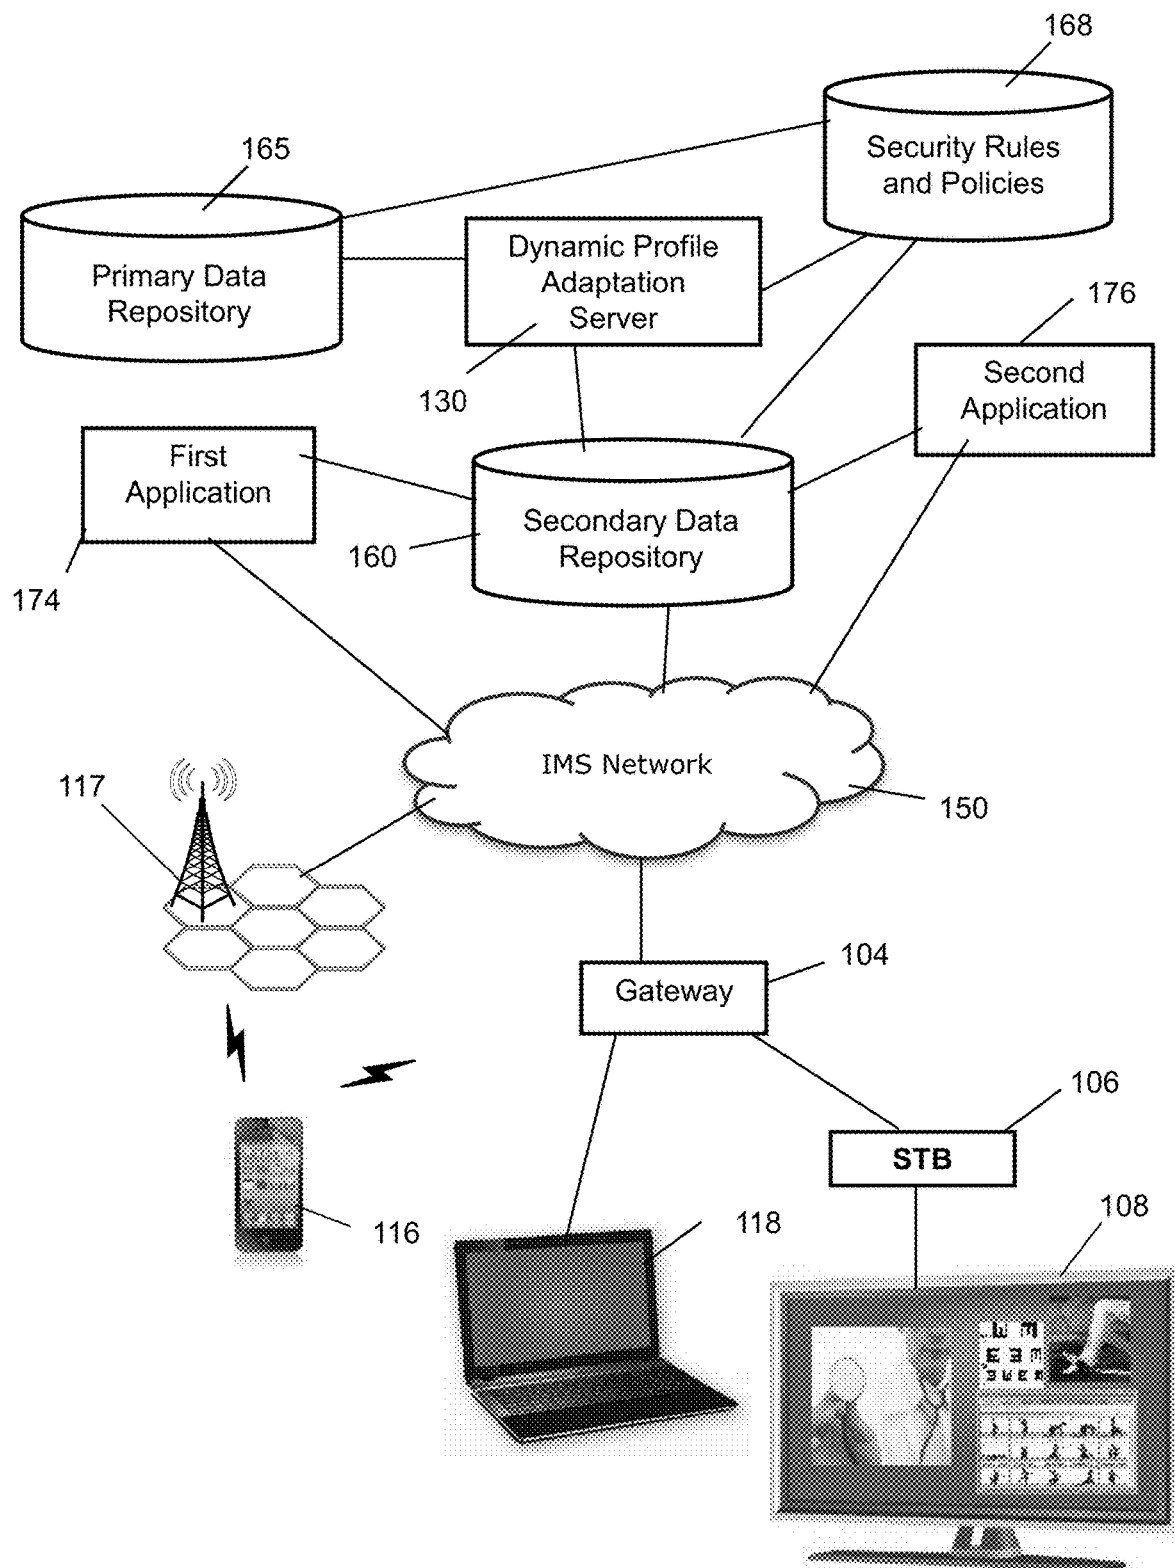 168
Security Rules
and Policies
165
Primary Data
Repository
Dynamic Profile
Adaptation
Server
130
176
Second
Application
First
Application
174
Secondary Data
Repository
160
IMS Network
150
117
104
Gateway
106
STB
116
118
108